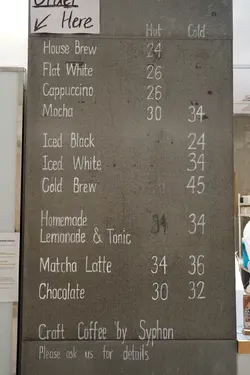 Order
Here
Hot Cold
House Brew 24
Flat White 26
Cappuccino 26
Mocha 30 34
Iced Black 24
Iced White 34
Cold Brew 45
Homemade
Lemonade & Tonic 34 34
Matcha Latte 34 36
Chocolate 30 32
Craft Coffee by Syphon
Please ask us for details!